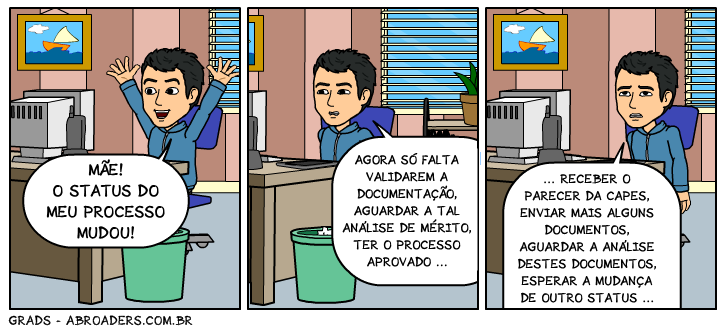 MÃE!
O STATUS DO
MEU PROCESSO
MUDOU!
AGORA SÓ FALTA
VALIDAREM A
DOCUMENTAÇÃO,
AGUARDAR A TAL
ANÁLISE DE MÉRITO,
TER O PROCESSO
APROVADO ...
... RECEBER O
PARECER DA CAPES,
ENVIAR MAIS ALGUNS
DOCUMENTOS,
AGUARDAR A ANÁLISE
DESTES DOCUMENTOS,
ESPERAR A MUDANÇA
DE OUTRO STATUS ...
GRADS - ABROADERS.COM.BR